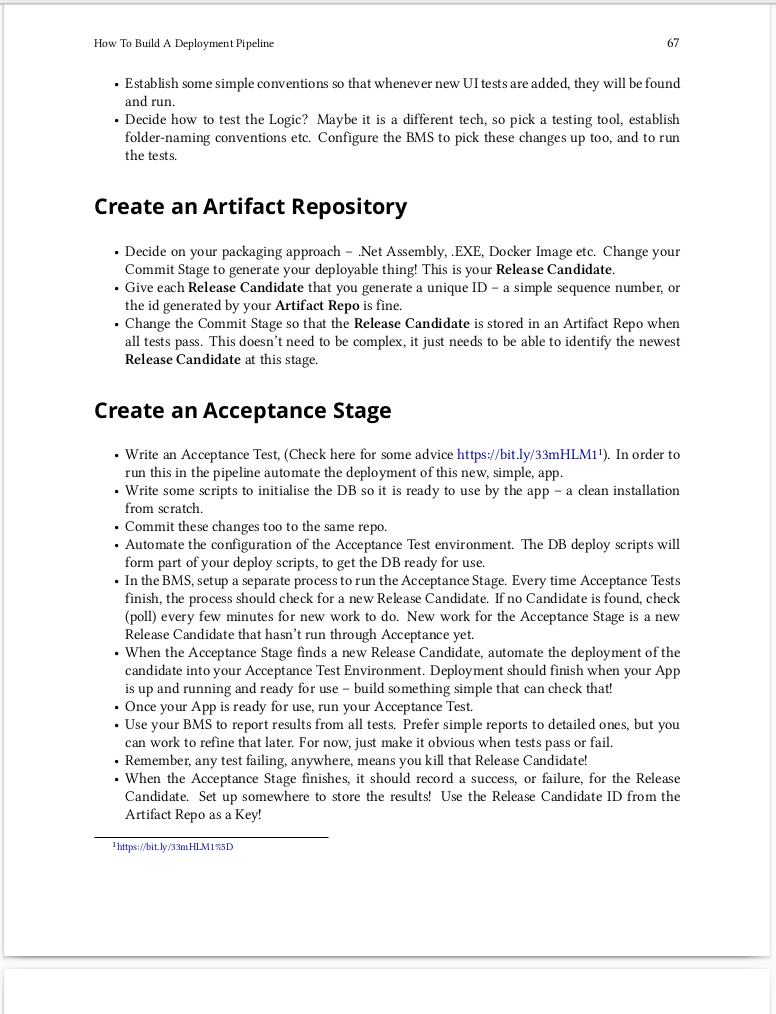 How To Build A Deployment Pipeline 67
• Establish some simple conventions so that whenever new UI tests are added, they will be found
and run.
• Decide how to test the Logic? Maybe it is a different tech, so pick a testing tool, establish
folder-naming conventions etc. Configure the BMS to pick these changes up too, and to run
the tests.
Create an Artifact Repository
• Decide on your packaging approach – .Net Assembly, .EXE, Docker Image etc. Change your
Commit Stage to generate your deployable thing! This is your Release Candidate.
• Give each Release Candidate that you generate a unique ID – a simple sequence number, or
the id generated by your Artifact Repo is fine.
• Change the Commit Stage so that the Release Candidate is stored in an Artifact Repo when
all tests pass. This doesn't need to be complex, it just needs to be able to identify the newest
Release Candidate at this stage.
Create an Acceptance Stage
• Write an Acceptance Test, (Check here for some advice https://bit.ly/33mHLM1¹). In order to
run this in the pipeline automate the deployment of this new, simple, app.
• Write some scripts to initialise the DB so it is ready to use by the app – a clean installation
from scratch.
• Commit these changes too to the same repo.
• Automate the configuration of the Acceptance Test environment. The DB deploy scripts will
form part of your deploy scripts, to get the DB ready for use.
• In the BMS, setup a separate process to run the Acceptance Stage. Every time Acceptance Tests
finish, the process should check for a new Release Candidate. If no Candidate is found, check
(poll) every few minutes for new work to do. New work for the Acceptance Stage is a new
Release Candidate that hasn't run through Acceptance yet.
• When the Acceptance Stage finds a new Release Candidate, automate the deployment of the
candidate into your Acceptance Test Environment. Deployment should finish when your App
is up and running and ready for use – build something simple that can check that!
• Once your App is ready for use, run your Acceptance Test.
• Use your BMS to report results from all tests. Prefer simple reports to detailed ones, but you
can work to refine that later. For now, just make it obvious when tests pass or fail.
• Remember, any test failing, anywhere, means you kill that Release Candidate!
• When the Acceptance Stage finishes, it should record a success, or failure, for the Release
Candidate. Set up somewhere to store the results! Use the Release Candidate ID from the
Artifact Repo as a Key!
¹https://bit.ly/33mHLM1%5D